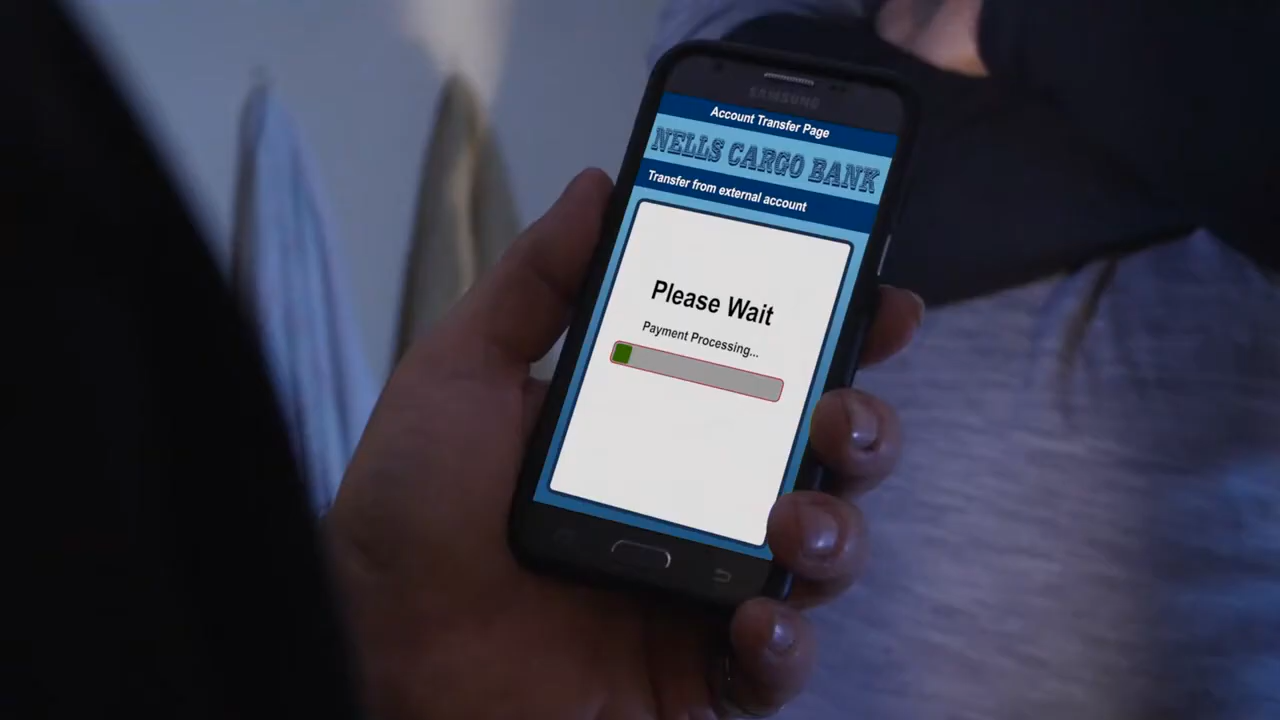 SAMSUNG
Account Transfer Page
NELLS CARGO BANK
Transfer from external account
Please Wait
Payment Processing...